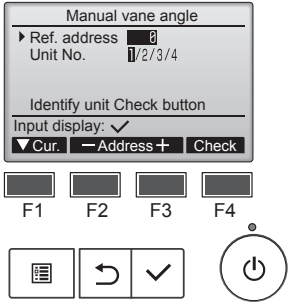 Manual vane angle
Ref. address 0
Unit No. 1/2/3/4
Identify unit Check button
Input display: ✓
▼Cur. －Address＋ Check
F1 F2 F3 F4